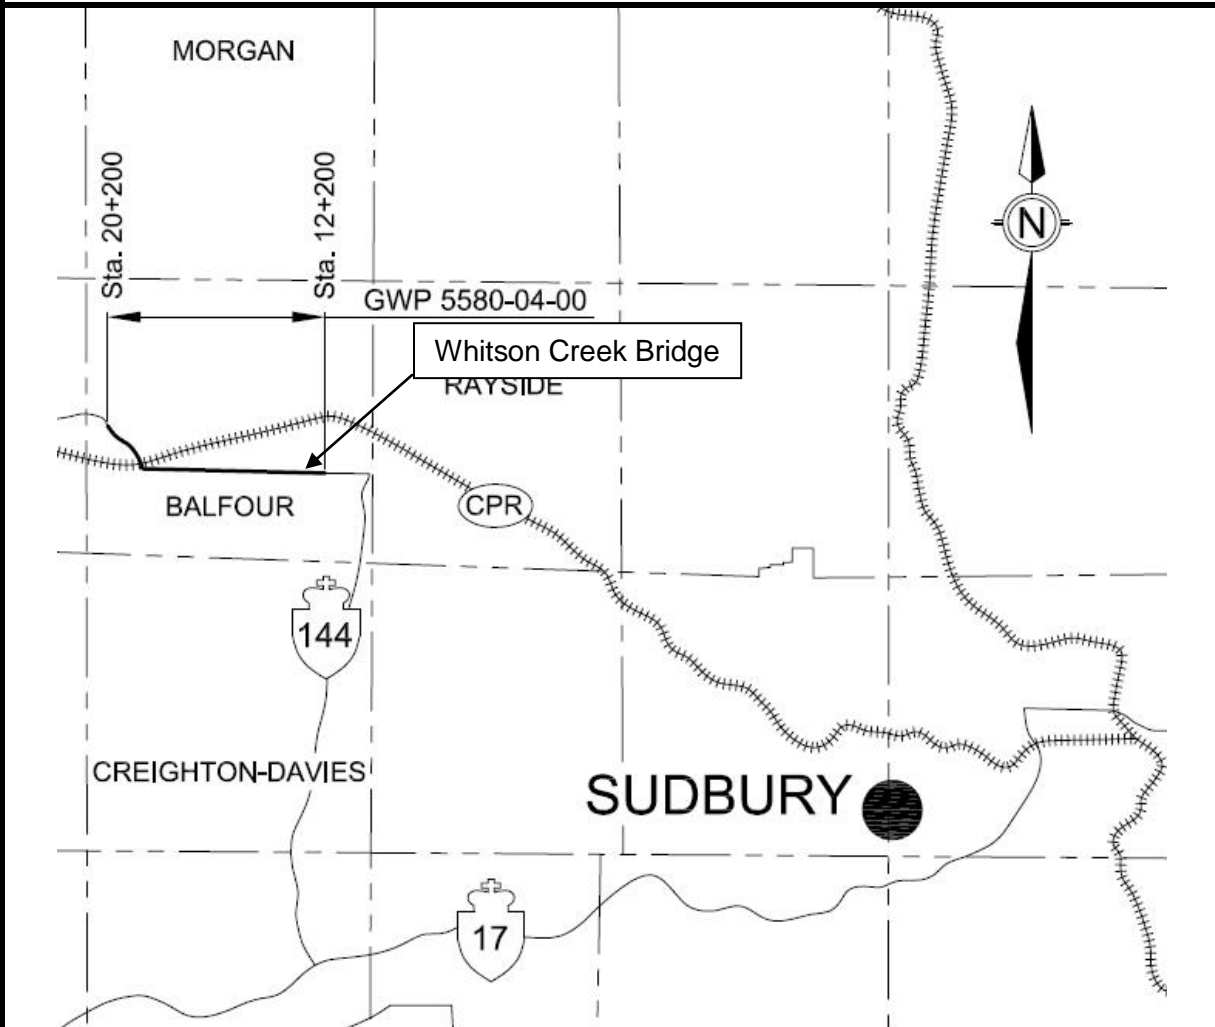 MORGAN
Sta. 20+200
Sta. 12+200
N
GWP 5580-04-00
Whitson Creek Bridge
RAYSIDE
BALFOUR
CPR
144
CREIGHTON-DAVIES
SUDBURY
17